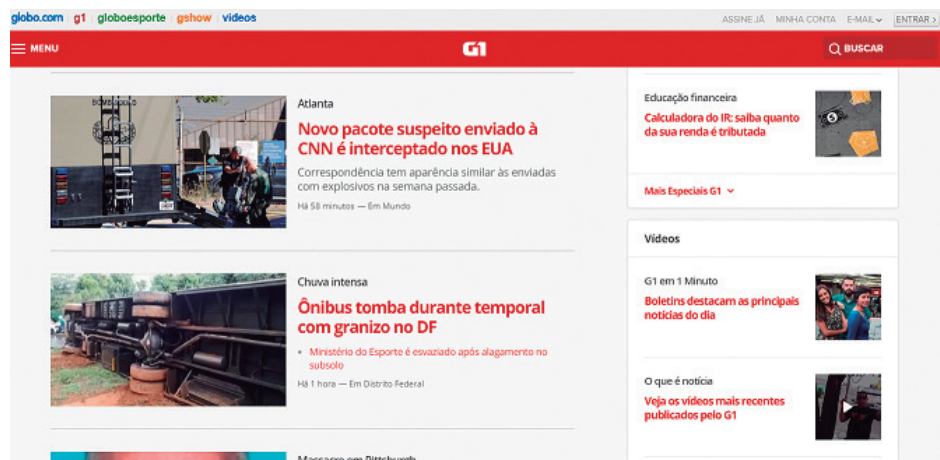 globo.com g1 globoesporte gshow vídeos
ASSINE JÁ MINHA CONTA E-MAIL ENTRAR ›
MENU
G1
BUSCAR
Atlanta
Novo pacote suspeito enviado à
CNN é interceptado nos EUA
Correspondência tem aparência similar às enviadas
com explosivos na semana passada.
Há 58 minutos — Em Mundo
Chuva intensa
Ônibus tomba durante temporal
com granizo no DF
Ministério do Esporte é esvaziado após alagamento no
subsolo
Há 1 hora — Em Distrito Federal
Massacre em Pittsburgh
Educação financeira
Calculadora do IR: saiba quanto
da sua renda é tributada
Mais Especiais G1
Vídeos
G1 em 1 Minuto
Boletins destacam as principais
notícias do dia
O que é notícia
Veja os vídeos mais recentes
publicados pelo G1